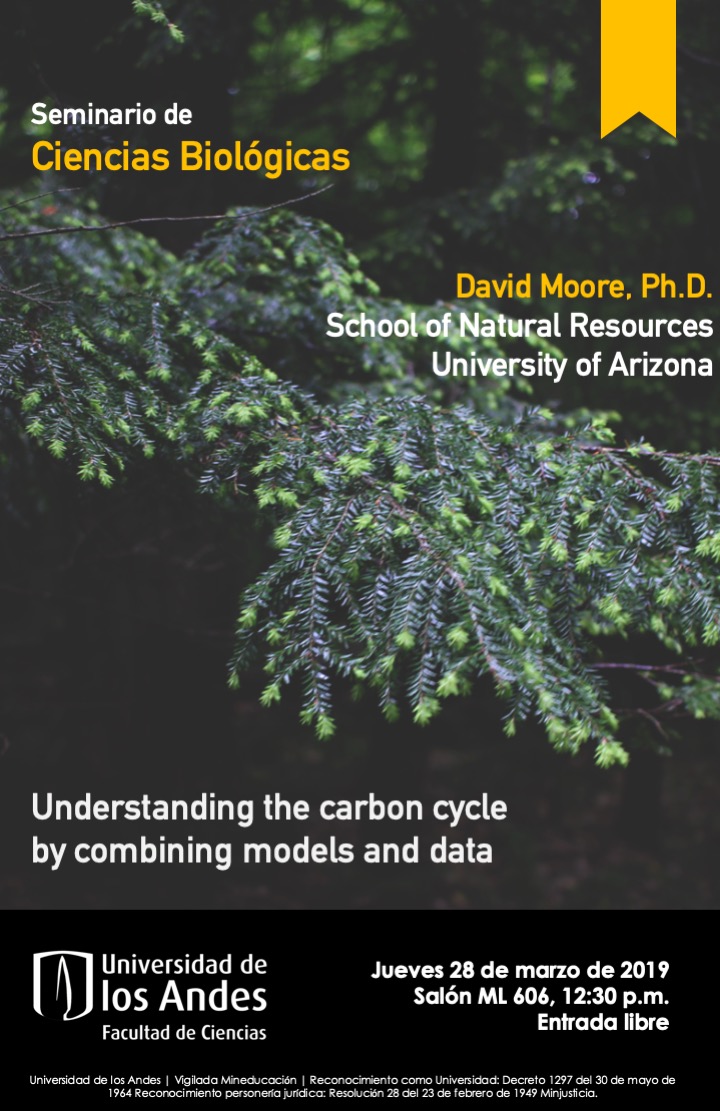 Seminario de
Ciencias Biológicas
David Moore, Ph.D.
School of Natural Resources
University of Arizona
Understanding the carbon cycle
by combining models and data
Universidad de
los Andes
Facultad de Ciencias
Jueves 28 de marzo de 2019
Salón ML 606, 12:30 p.m.
Entrada libre
Universidad de los Andes | Vigilada Mineducación | Reconocimiento como Universidad: Decreto 1297 del 30 de mayo de
1964 Reconocimiento personería jurídica: Resolución 28 del 23 de febrero de 1949 Minjusticia.